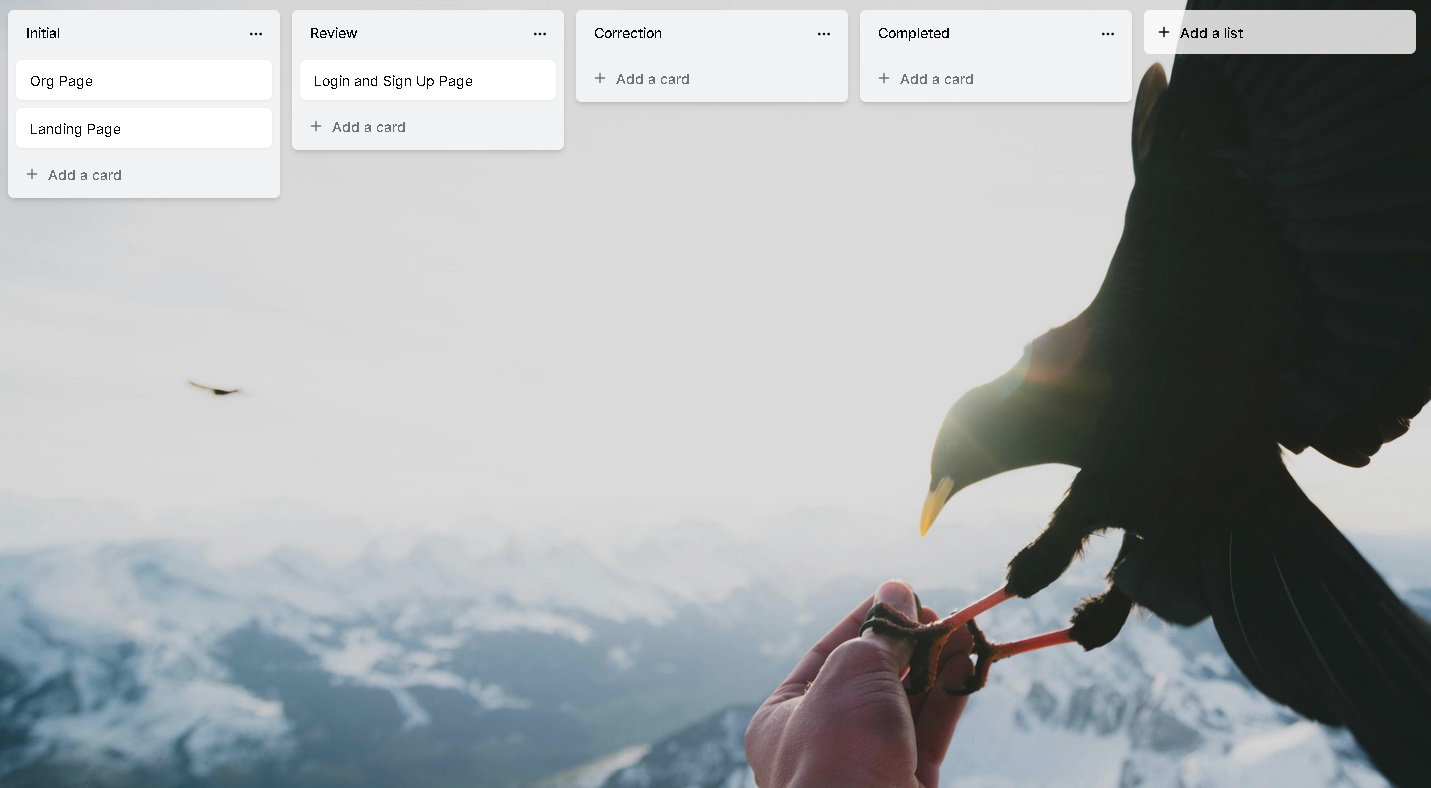 Initial
Org Page
Landing Page
+ Add a card
Review
Login and Sign Up Page
+ Add a card
Correction
+ Add a card
Completed
+ Add a card
+ Add a list